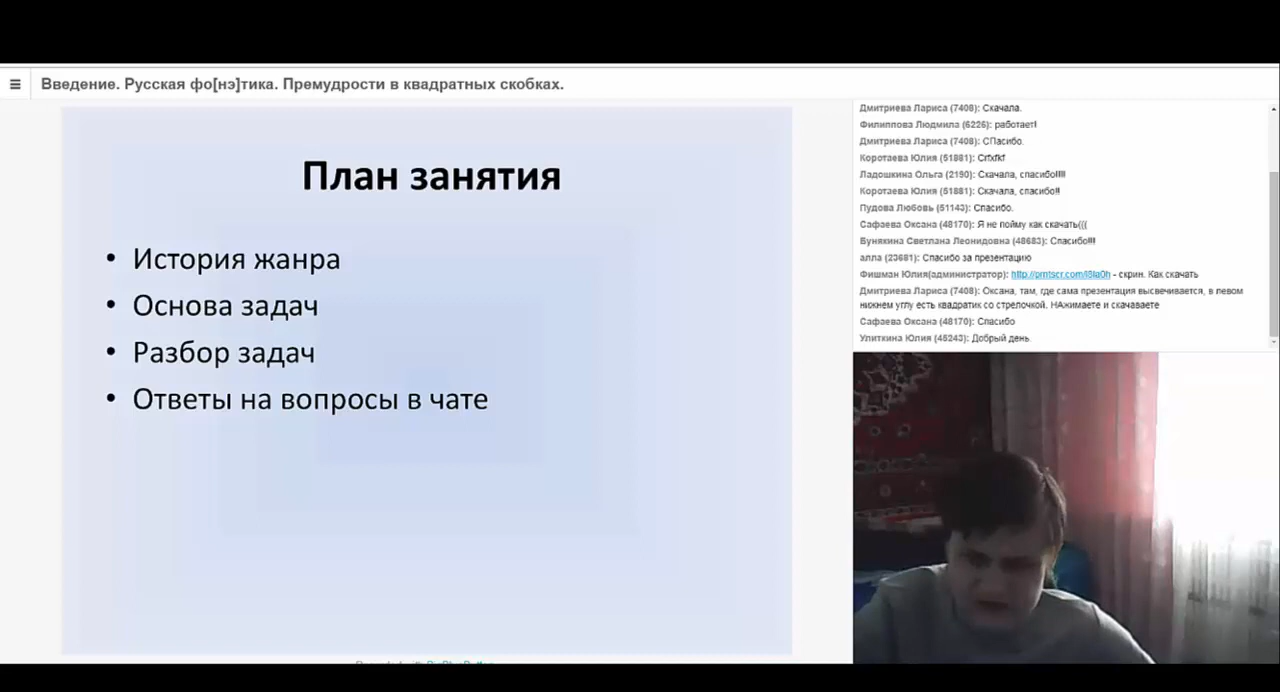 Введение. Русская фо[нэ]тика. Премудрости в квадратных скобках.
План занятия
• История жанра
• Основа задач
• Разбор задач
• Ответы на вопросы в чате
Дмитриева Лариса (7408): Скачала.
Филиппова Людмила (6226): работает!
Дмитриева Лариса (7408): СПасибо.
Коротаева Юлия (51881): Crfxfkf
Ладошкина Ольга (2190): Скачала, спасибо!!!!
Коротаева Юлия (51881): Скачала, спасибо!!
Пудова Любовь (51143): Спасибо.
Сафаева Оксана (48170): Я не пойму как скачать(((
Бунякина Светлана Леонидовна (48683): Спасибо!!!
алла (23681): Спасибо за презентацию
Фишман Юлия(администратор): - скрин. Как скачать
Дмитриева Лариса (7408): Оксана, там, где сама презентация высвечивается, в левом
нижнем углу есть квадратик со стрелочкой. НАжимаете и скачаваете
Сафаева Оксана (48170): Спасибо
Улиткина Юлия (45243): Добрый день.